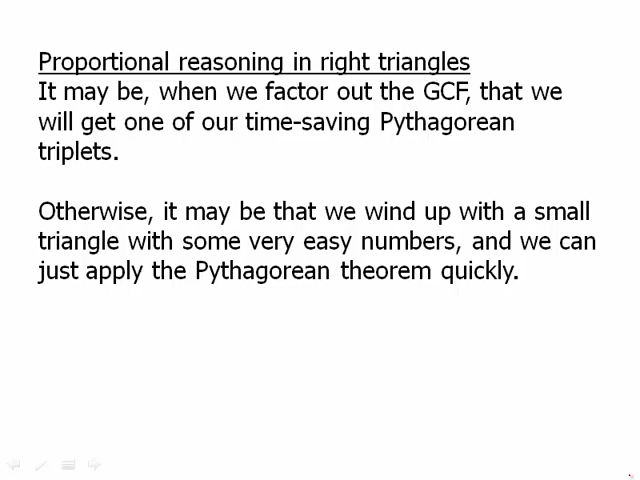 Proportional reasoning in right triangles
It may be, when we factor out the GCF, that we
will get one of our time-saving Pythagorean
triplets.
Otherwise, it may be that we wind up with a small
triangle with some very easy numbers, and we can
just apply the Pythagorean theorem quickly.